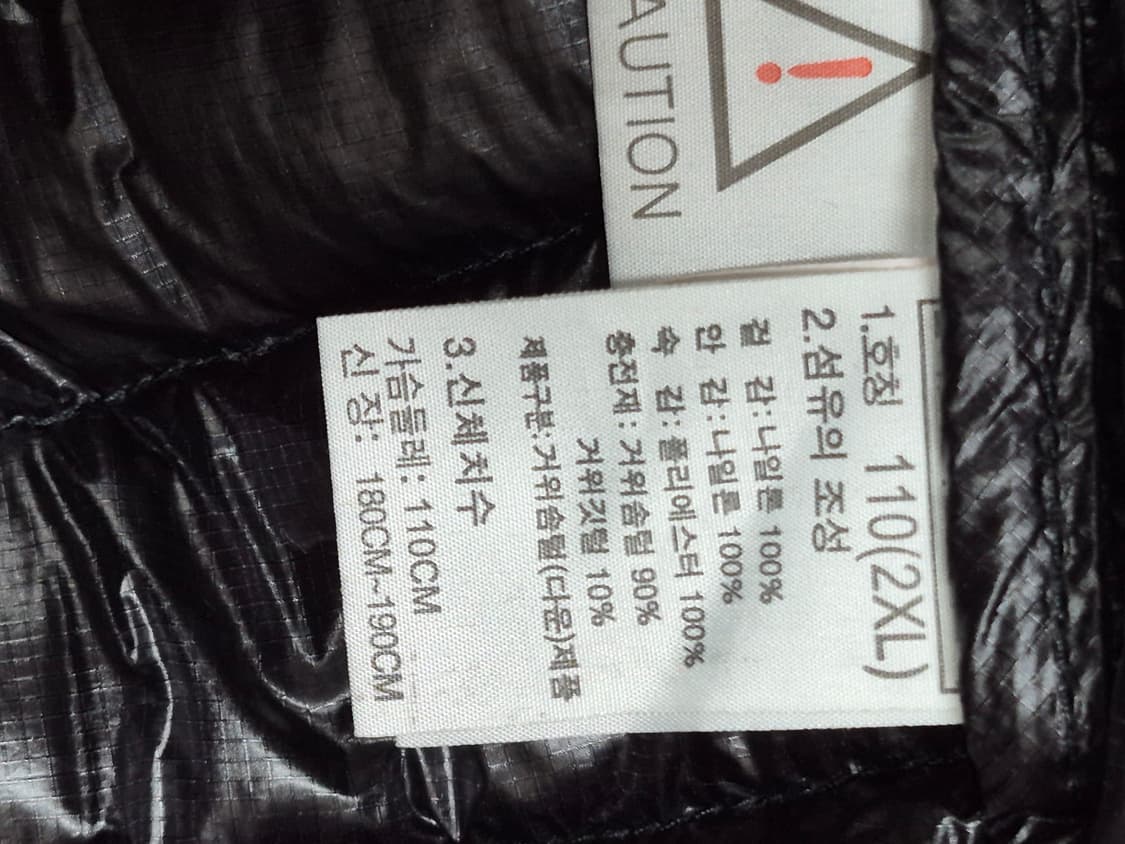 CAUTION
1.호칭 110(2XL)
2.섬유의 조성
겉 감:나일론 100%
안 감:나일론 100%
속 감:폴리에스터 100%
충전재:거위솜털 90%
거위깃털 10%
제품구분:거위솜털(다운)제품
3.신체치수
가슴둘레: 110CM
신 장: 180CM~190CM